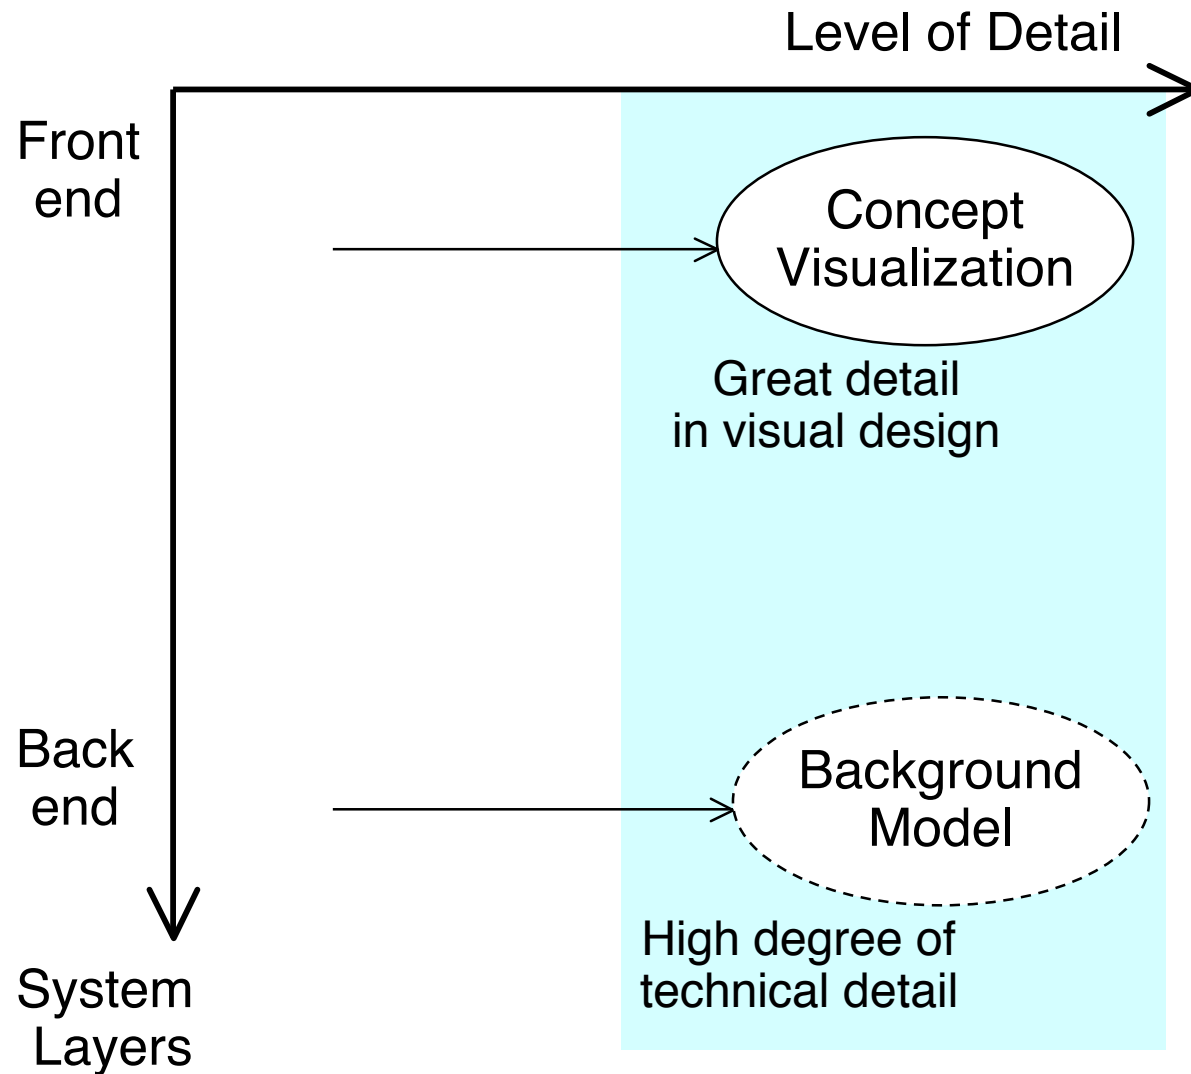 Level of Detail
Front
end
Concept
Visualization
Great detail
in visual design
Back
end
Background
Model
High degree of
technical detail
System
Layers